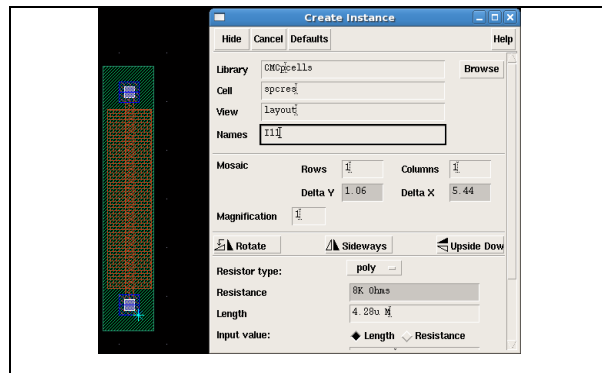 Create Instance
Hide Cancel Defaults Help
Library CMCpcells Browse
Cell spcres
View layout
Names I11
Mosaic Rows 1 Columns 1
Delta Y 1.06 Delta X 5.44
Magnification 1
Rotate Sideways Upside Dow
Resistor type: poly
Resistance 8K Ohms
Length 4.28u M
Input value: Length Resistance